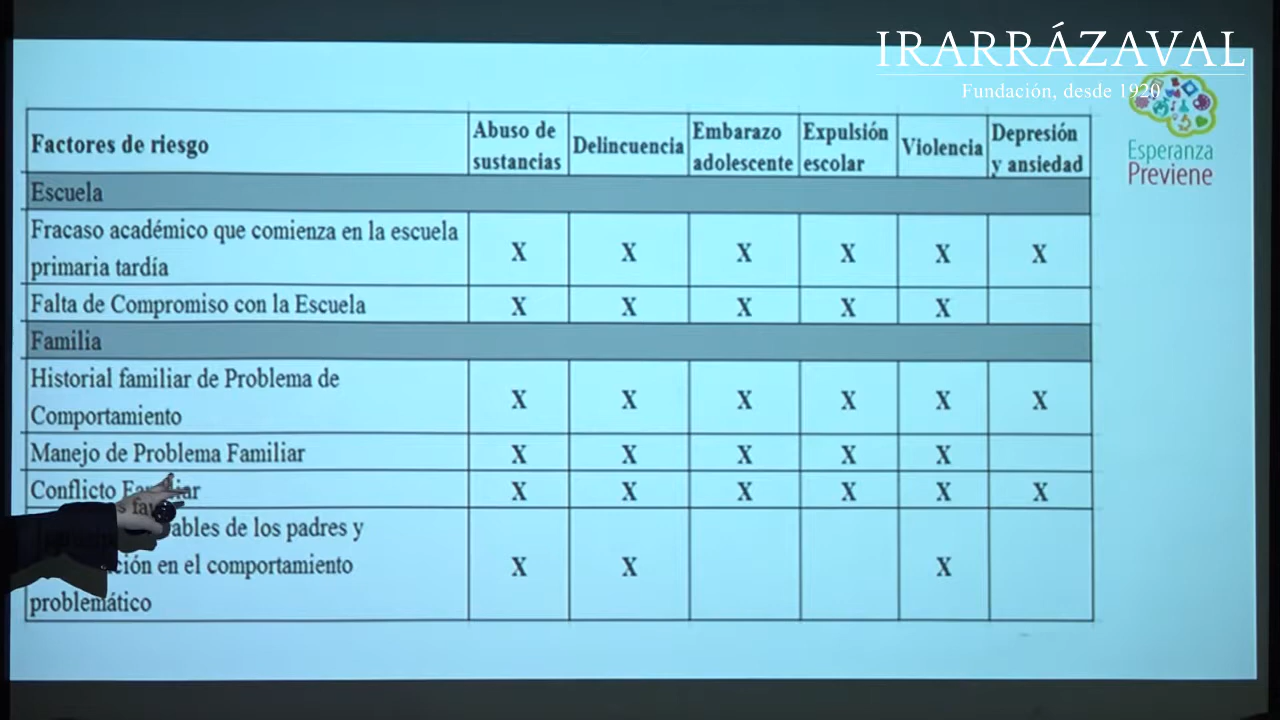 IRARRÁZAVAL
Fundación, desde 1920
Esperanza
Previene
Factores de riesgo
Abuso de
sustancias
Delincuencia
Embarazo
adolescente
Expulsión
escolar
Violencia
Depresión
y ansiedad
Escuela
Fracaso académico que comienza en la escuela
primaria tardía
X X X X X X
Falta de Compromiso con la Escuela
X X X X X
Familia
Historial familiar de Problema de
Comportamiento
X X X X X X
Manejo de Problema Familiar
X X X X X
Conflicto
X X X X X X
de los padres y
en el comportamiento
problemático
X X X